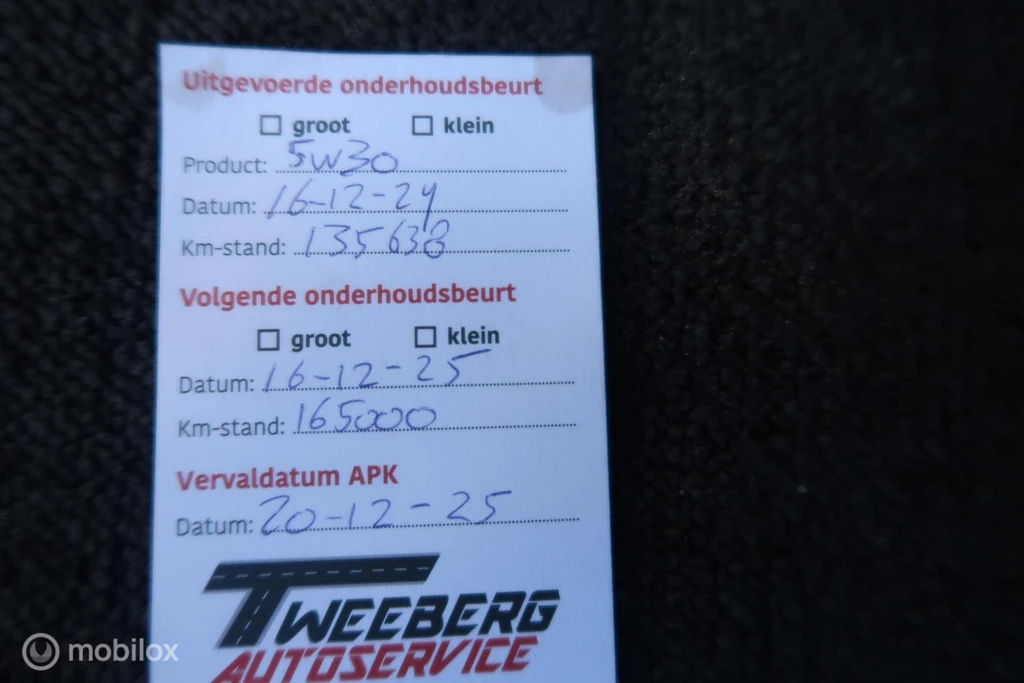 Uitgevoerde onderhoudsbeurt
groot klein
Product: 5W30
Datum: 16-12-24
Km-stand: 135638
Volgende onderhoudsbeurt
groot klein
Datum: 16-12-25
Km-stand: 165000
Vervaldatum APK
Datum: 20-12-25
TWEEBERG
AUTOSERVICE
mobilox